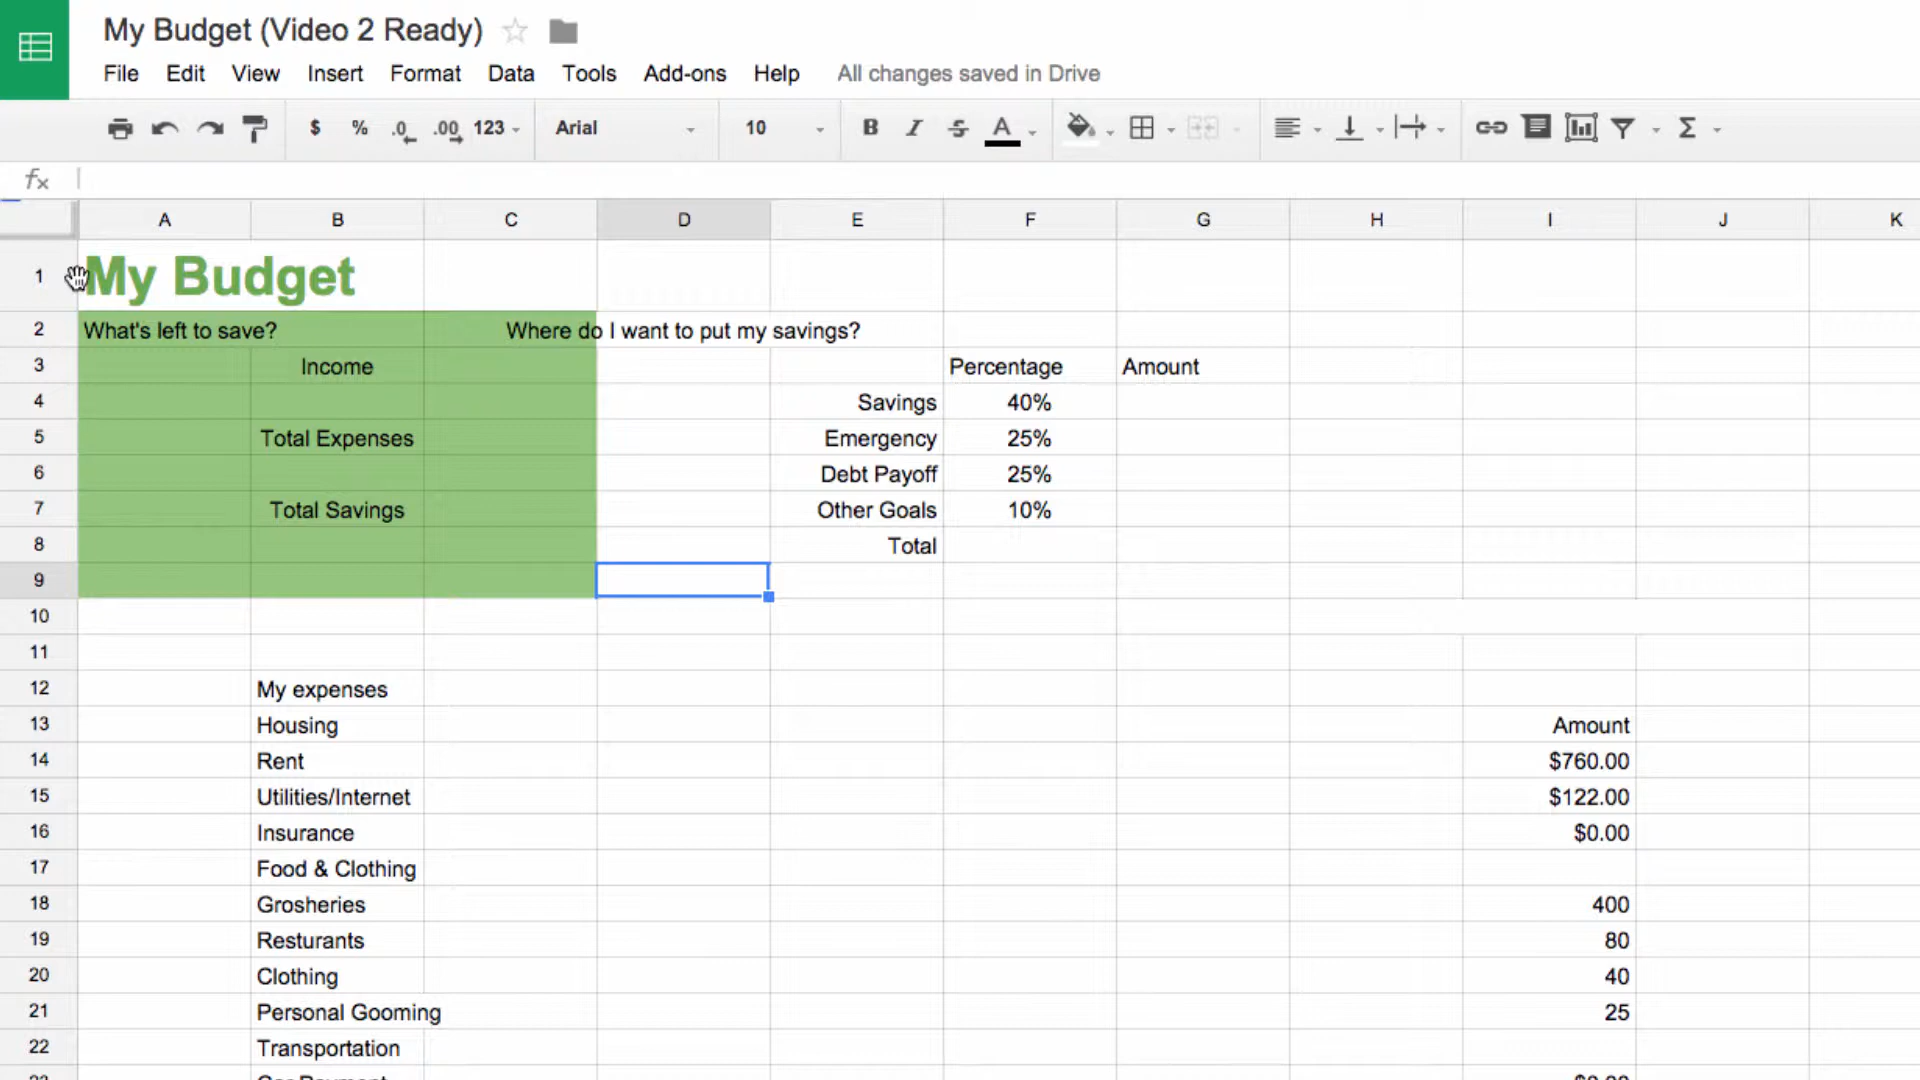 My Budget (Video 2 Ready)
File Edit View Insert Format Data Tools Add-ons Help All changes saved in Drive
$ % .0 .00 123 Arial 10 B I S A Σ
fx
A B C D E F G H I J K
1 My Budget
2 What's left to save? Where do I want to put my savings?
3 Income Percentage Amount
4 Savings 40%
5 Total Expenses Emergency 25%
6 Debt Payoff 25%
7 Total Savings Other Goals 10%
8 Total
9
10
11
12 My expenses
13 Housing Amount
14 Rent $760.00
15 Utilities/Internet $122.00
16 Insurance $0.00
17 Food & Clothing
18 Grosheries 400
19 Resturants 80
20 Clothing 40
21 Personal Gooming 25
22 Transportation